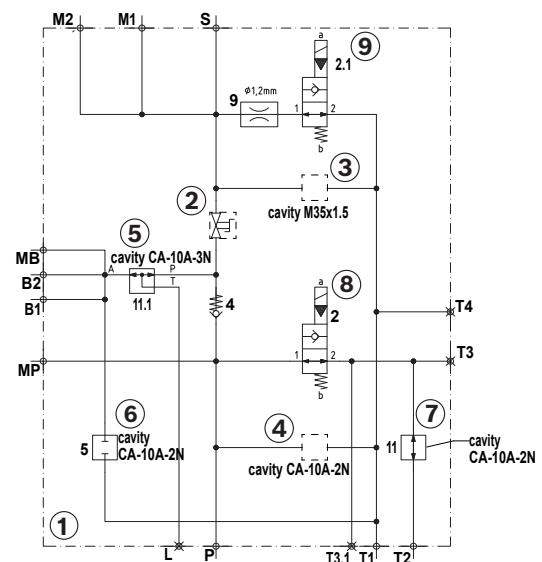 M2 M1 S
a
9
2.1
φ1,2mm
9
1 2
b
3
2
cavity M35x1.5
5
cavity CA-10A-3N
MB
A P
B2
T
B1
11.1
4
a
8
2
T4
1 2
T3
MP
b
6
cavity
CA-10A-2N
5
4
cavity CA-10A-2N
7
11
cavity
CA-10A-2N
1
L P T3.1 T1 T2